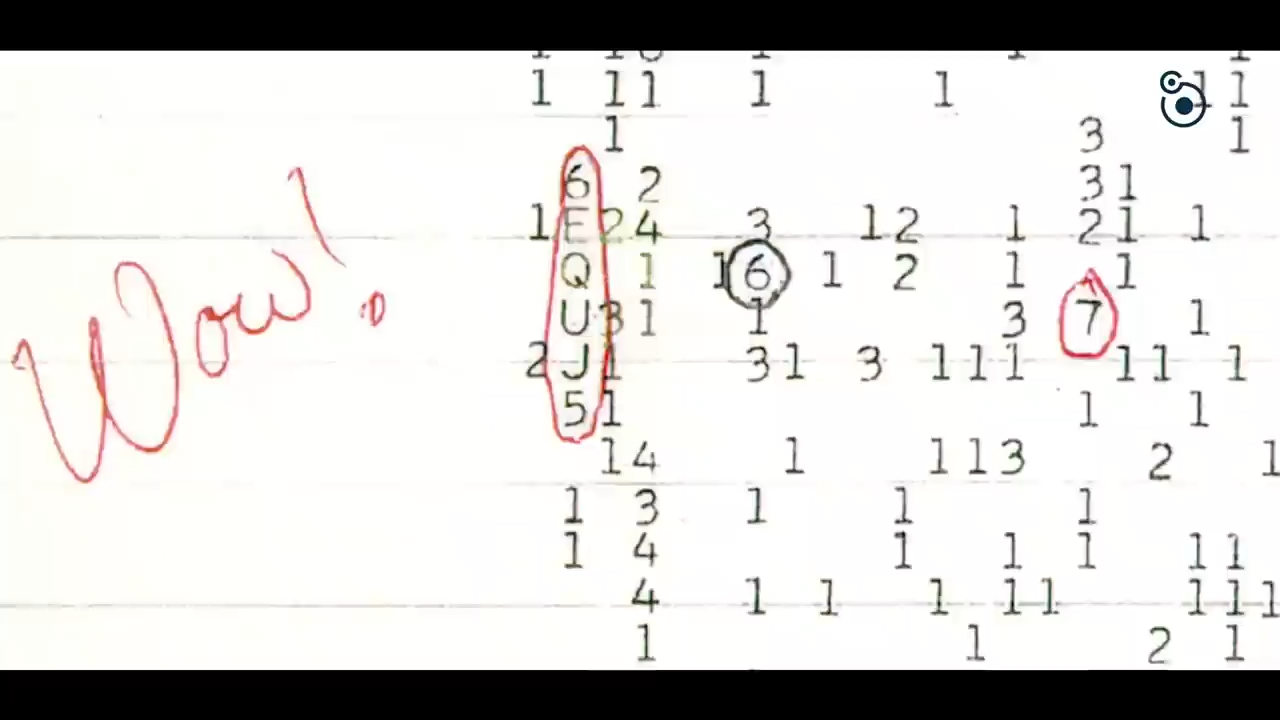 1 11 1 1 1 1
1 3 1
6 2 31
1E24 3 12 1 21 1
Q 1 16 1 2 1 1
U31 1 3 7 1
2J1 31 3 111 11 1
51 1 1
14 1 113 2 1
1 3 1 1 1
1 4 1 1 1 11
4 1 1 1 11 111
1 1 2 1
Wow!